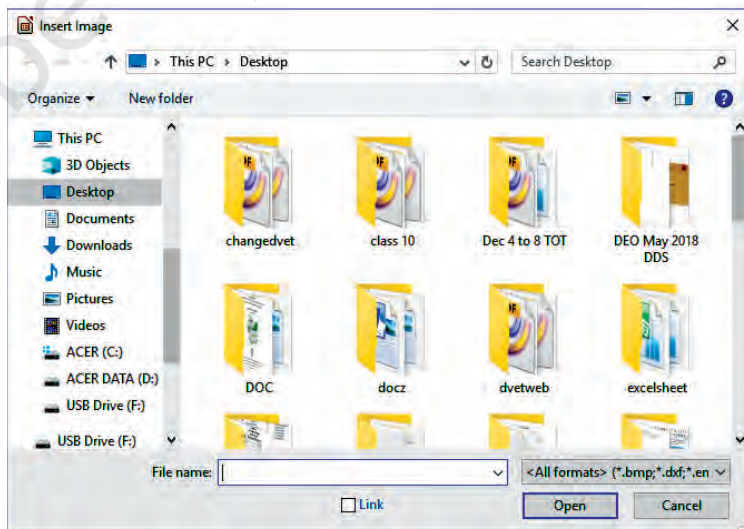 Insert Image
This PC > Desktop
Search Desktop
Organize
New folder
This PC
3D Objects
Desktop
Documents
Downloads
Music
Pictures
Videos
ACER (C:)
ACER DATA (D:)
USB Drive (F:)
USB Drive (F:)
changedvet
class 10
Dec 4 to 8 TOT
DEO May 2018
DDS
DOC
docz
dvetweb
excelsheet
File name:
<All formats> (*.bmp;*.dxf;*.en
Link
Open
Cancel